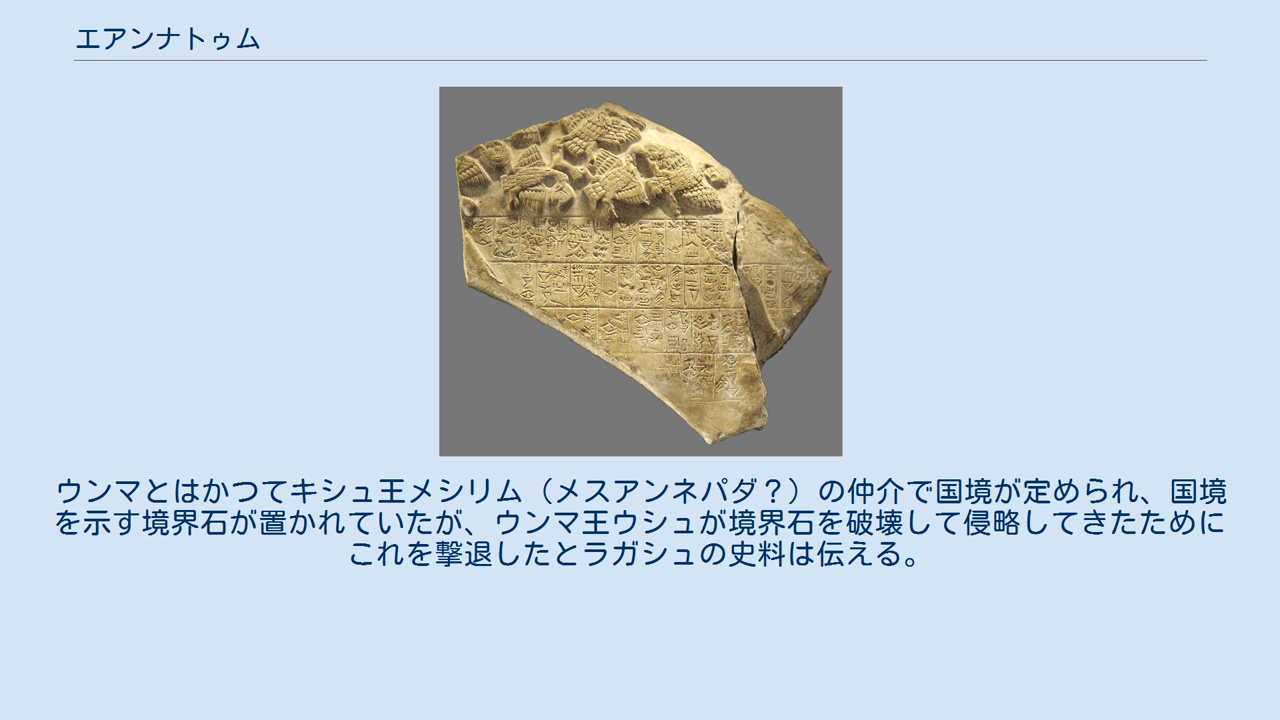 エアンナトゥム
ウンマとはかつてキシュ王メシリム（メスアンネパダ？）の仲介で国境が定められ、国境
を示す境界石が置かれていたが、ウンマ王ウシュが境界石を破壊して侵略してきたために
これを撃退したとラガシュの史料は伝える。